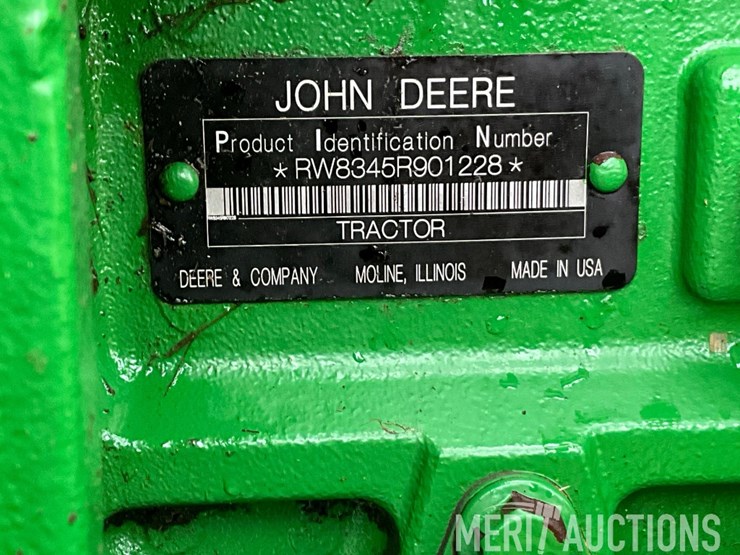 JOHN DEERE
Product Identification Number
*RW8345R901228*
TRACTOR
DEERE & COMPANY MOLINE, ILLINOIS MADE IN USA
MERIT AUCTIONS